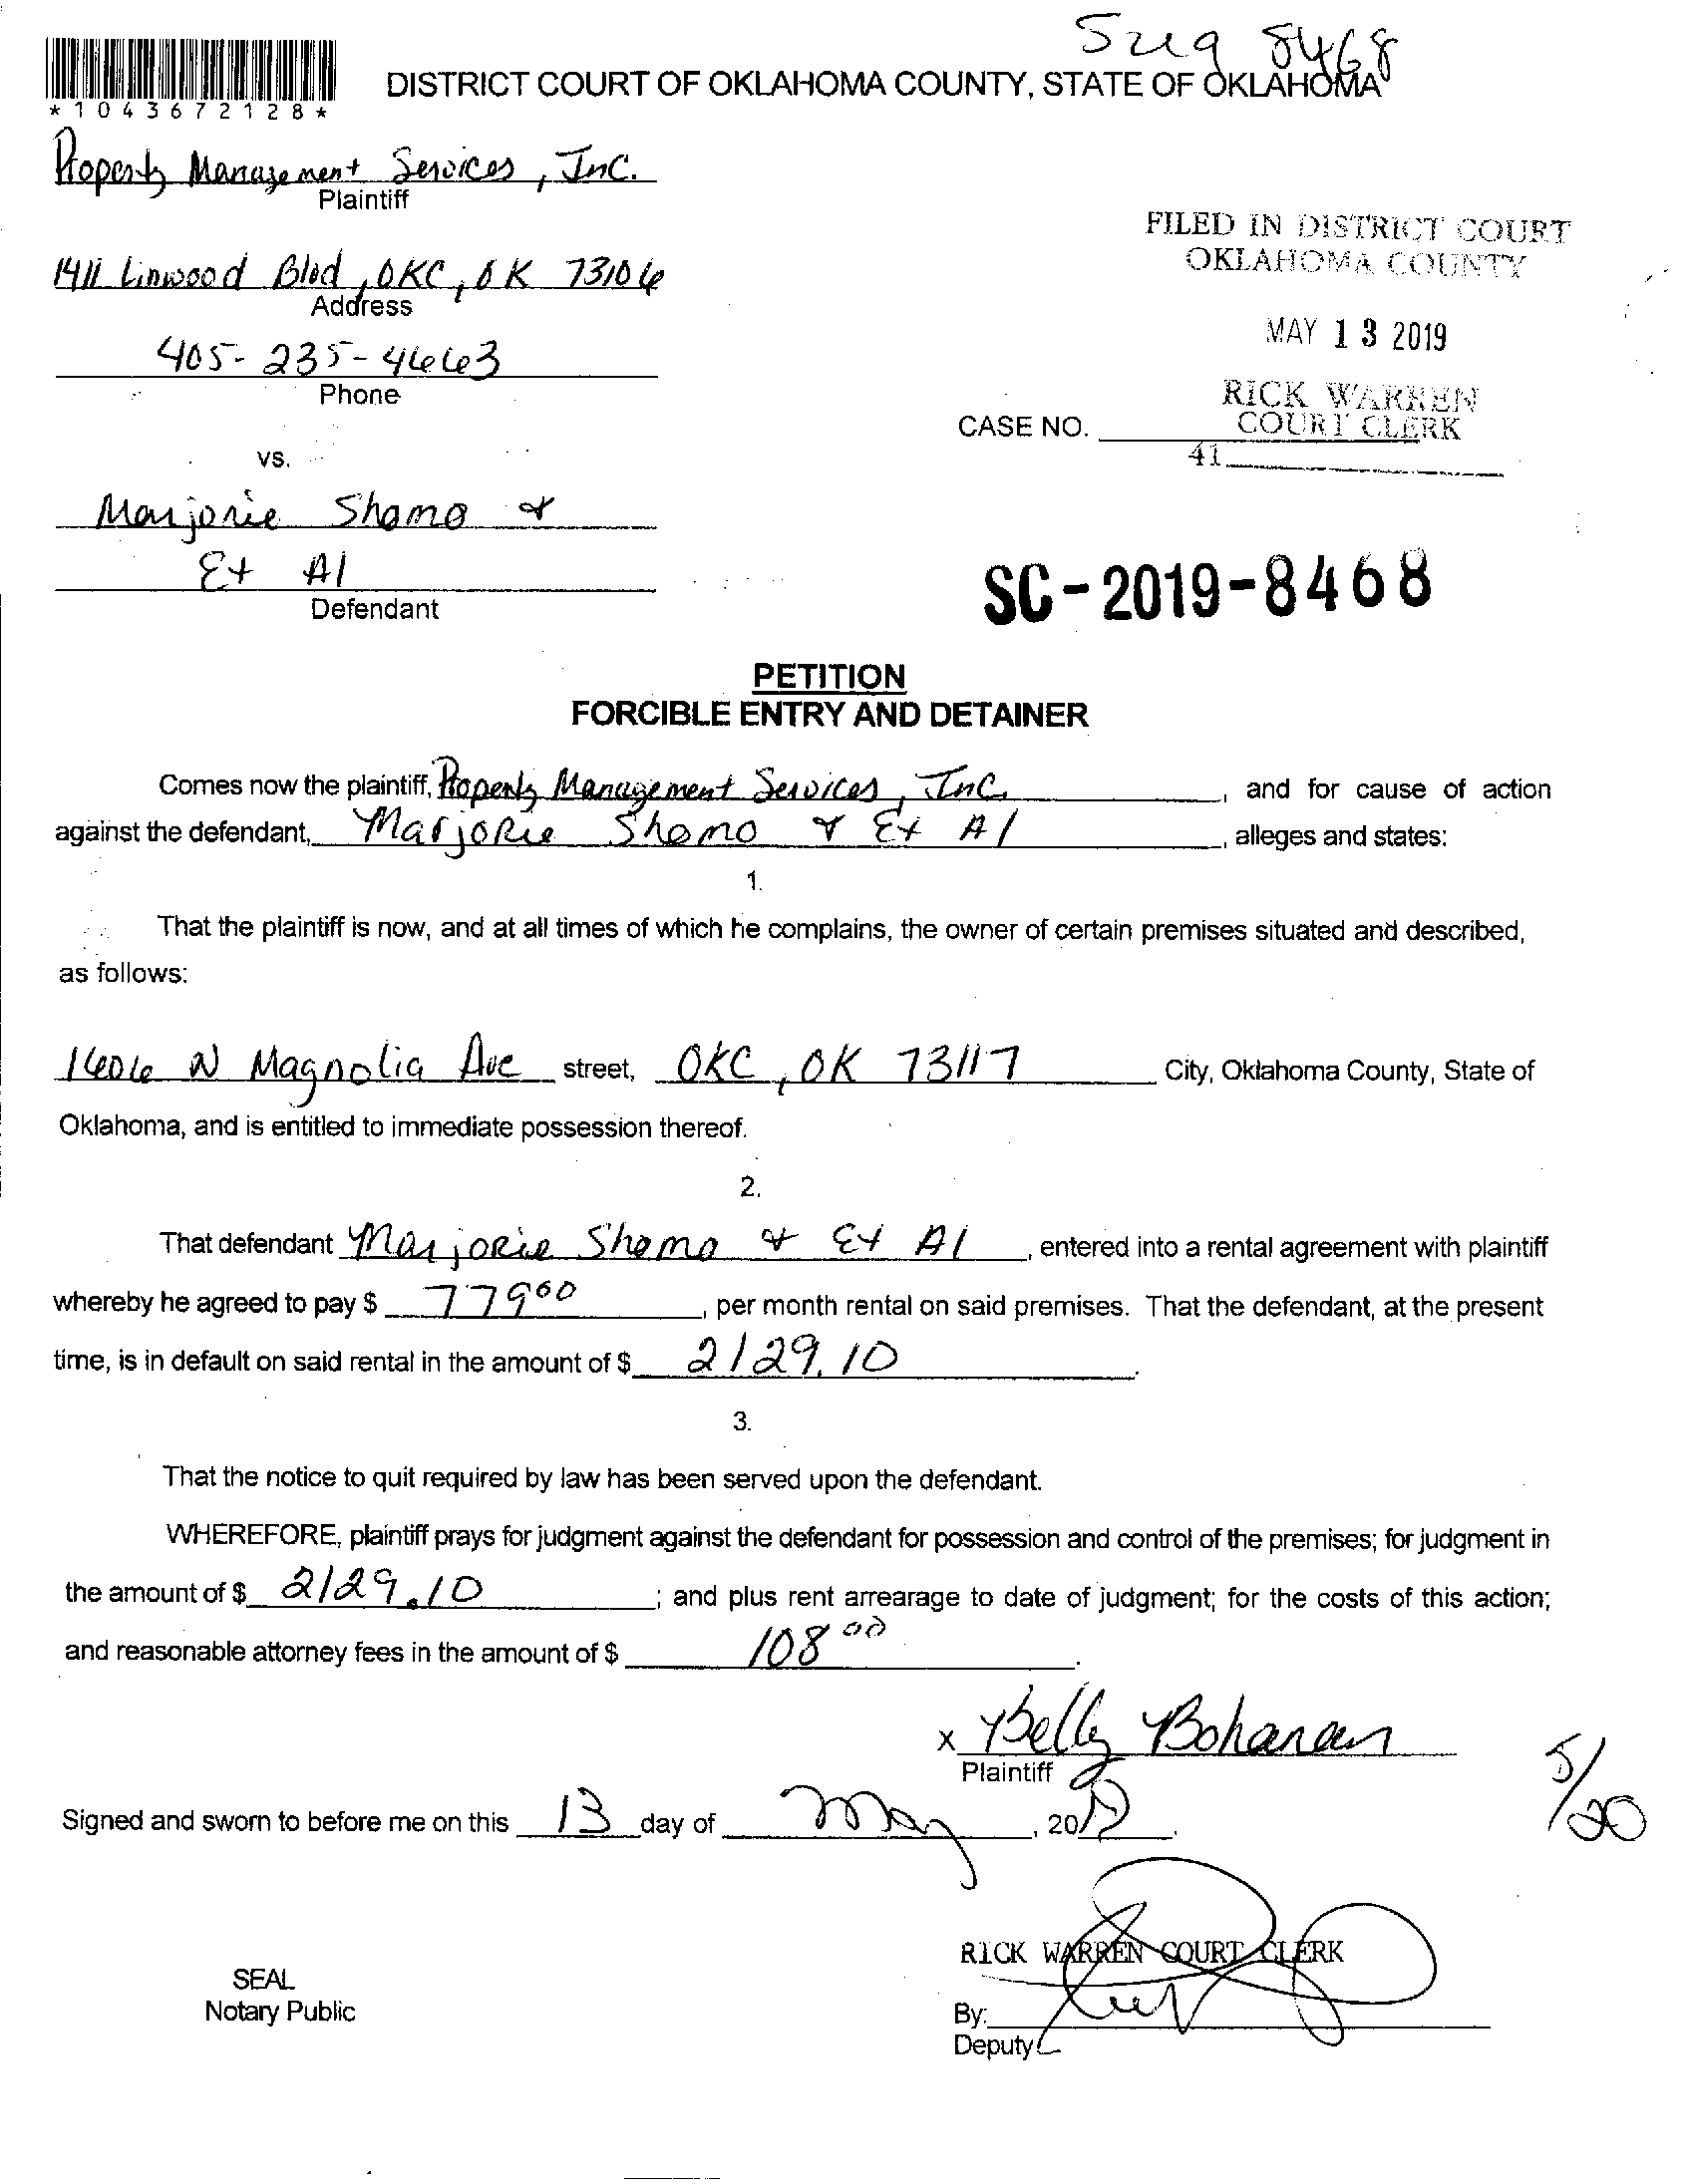 8468
DISTRICT COURT OF OKLAHOMA COUNTY, STATE OF OKLAHOMA
*1043672128*
Property Management Services, Inc.
Plaintiff
FILED IN DISTRICT COURT
OKLAHOMA COUNTY
1411 Linwood Blvd, OKC, OK 73106
Address
MAY 13 2019
405-235-4663
Phone
RICK WARREN
COURT CLERK
CASE NO.
41
vs.
Marjorie Shomo &
Et Al
Defendant
SC-2019-8468
PETITION
FORCIBLE ENTRY AND DETAINER
Comes now the plaintiff, Property Management Services, Inc. , and for cause of action
against the defendant, Marjorie Shomo & Et Al , alleges and states:
1.
That the plaintiff is now, and at all times of which he complains, the owner of certain premises situated and described,
as follows:
1606 N Magnolia Ave street, OKC, OK 73117 City, Oklahoma County, State of
Oklahoma, and is entitled to immediate possession thereof.
2.
That defendant Marjorie Shomo & Et Al , entered into a rental agreement with plaintiff
whereby he agreed to pay $ 779⁰⁰ , per month rental on said premises. That the defendant, at the present
time, is in default on said rental in the amount of $ 2129.10 .
3.
That the notice to quit required by law has been served upon the defendant.
WHEREFORE, plaintiff prays for judgment against the defendant for possession and control of the premises; for judgment in
the amount of $ 2129.10 ; and plus rent arrearage to date of judgment; for the costs of this action;
and reasonable attorney fees in the amount of $ 108⁰⁰ .
x Kelly Bohanan
Plaintiff
5/20
Signed and sworn to before me on this 13 day of May , 2019 .
RICK WARREN COURT CLERK
SEAL
Notary Public
By:
Deputy